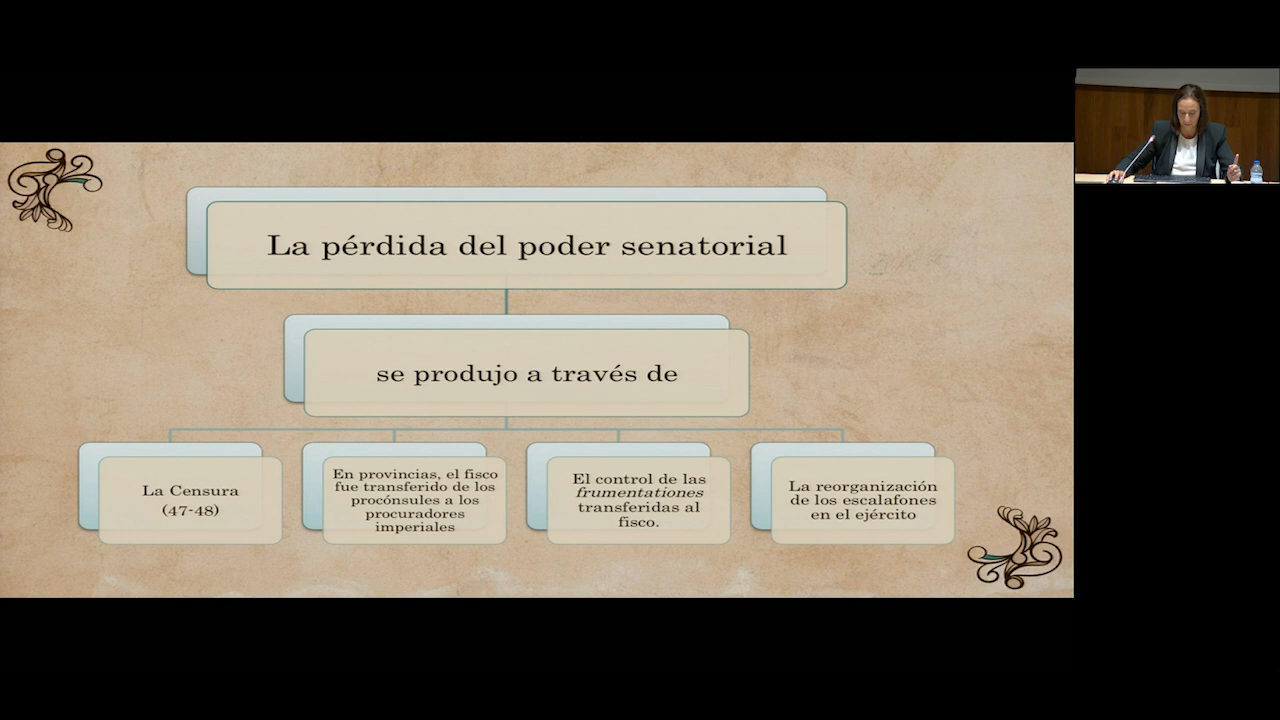 La pérdida del poder senatorial
se produjo a través de
La Censura
(47-48)
En provincias, el fisco
fue transferido de los
procónsules a los
procuradores
imperiales
El control de las
frumentationes
transferidas al
fisco.
La reorganización
de los escalafones
en el ejército